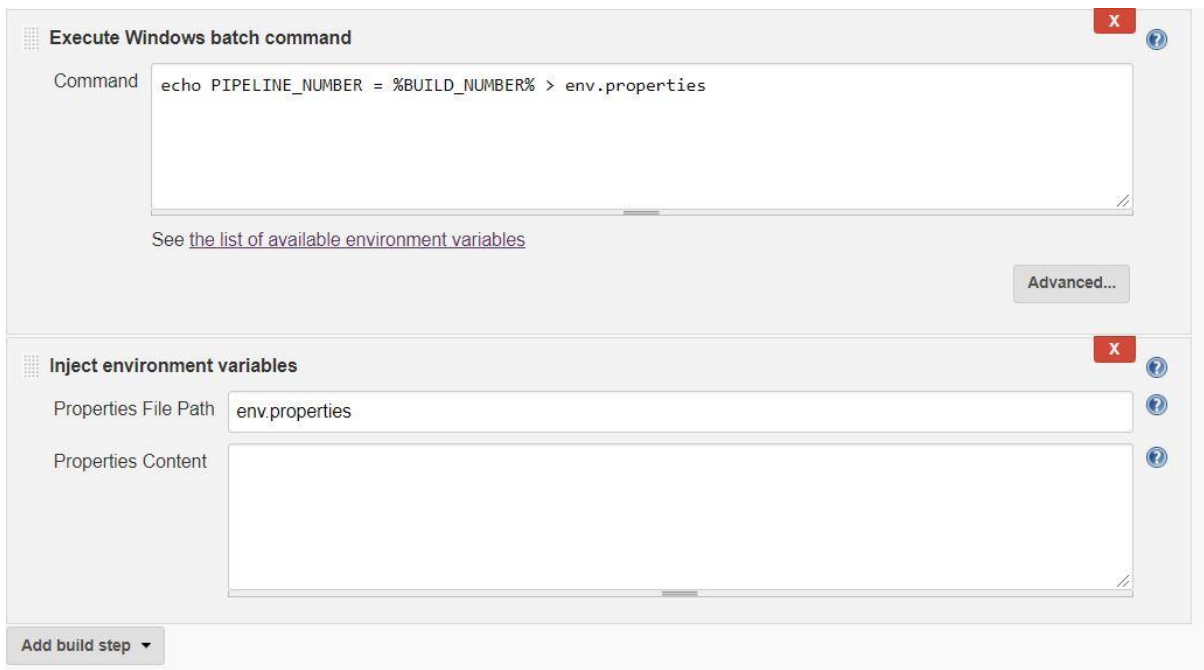 X
Execute Windows batch command
?
Command
echo PIPELINE_NUMBER = %BUILD_NUMBER% > env.properties
See the list of available environment variables
Advanced...
X
Inject environment variables
?
Properties File Path env.properties ?
Properties Content ?
Add build step